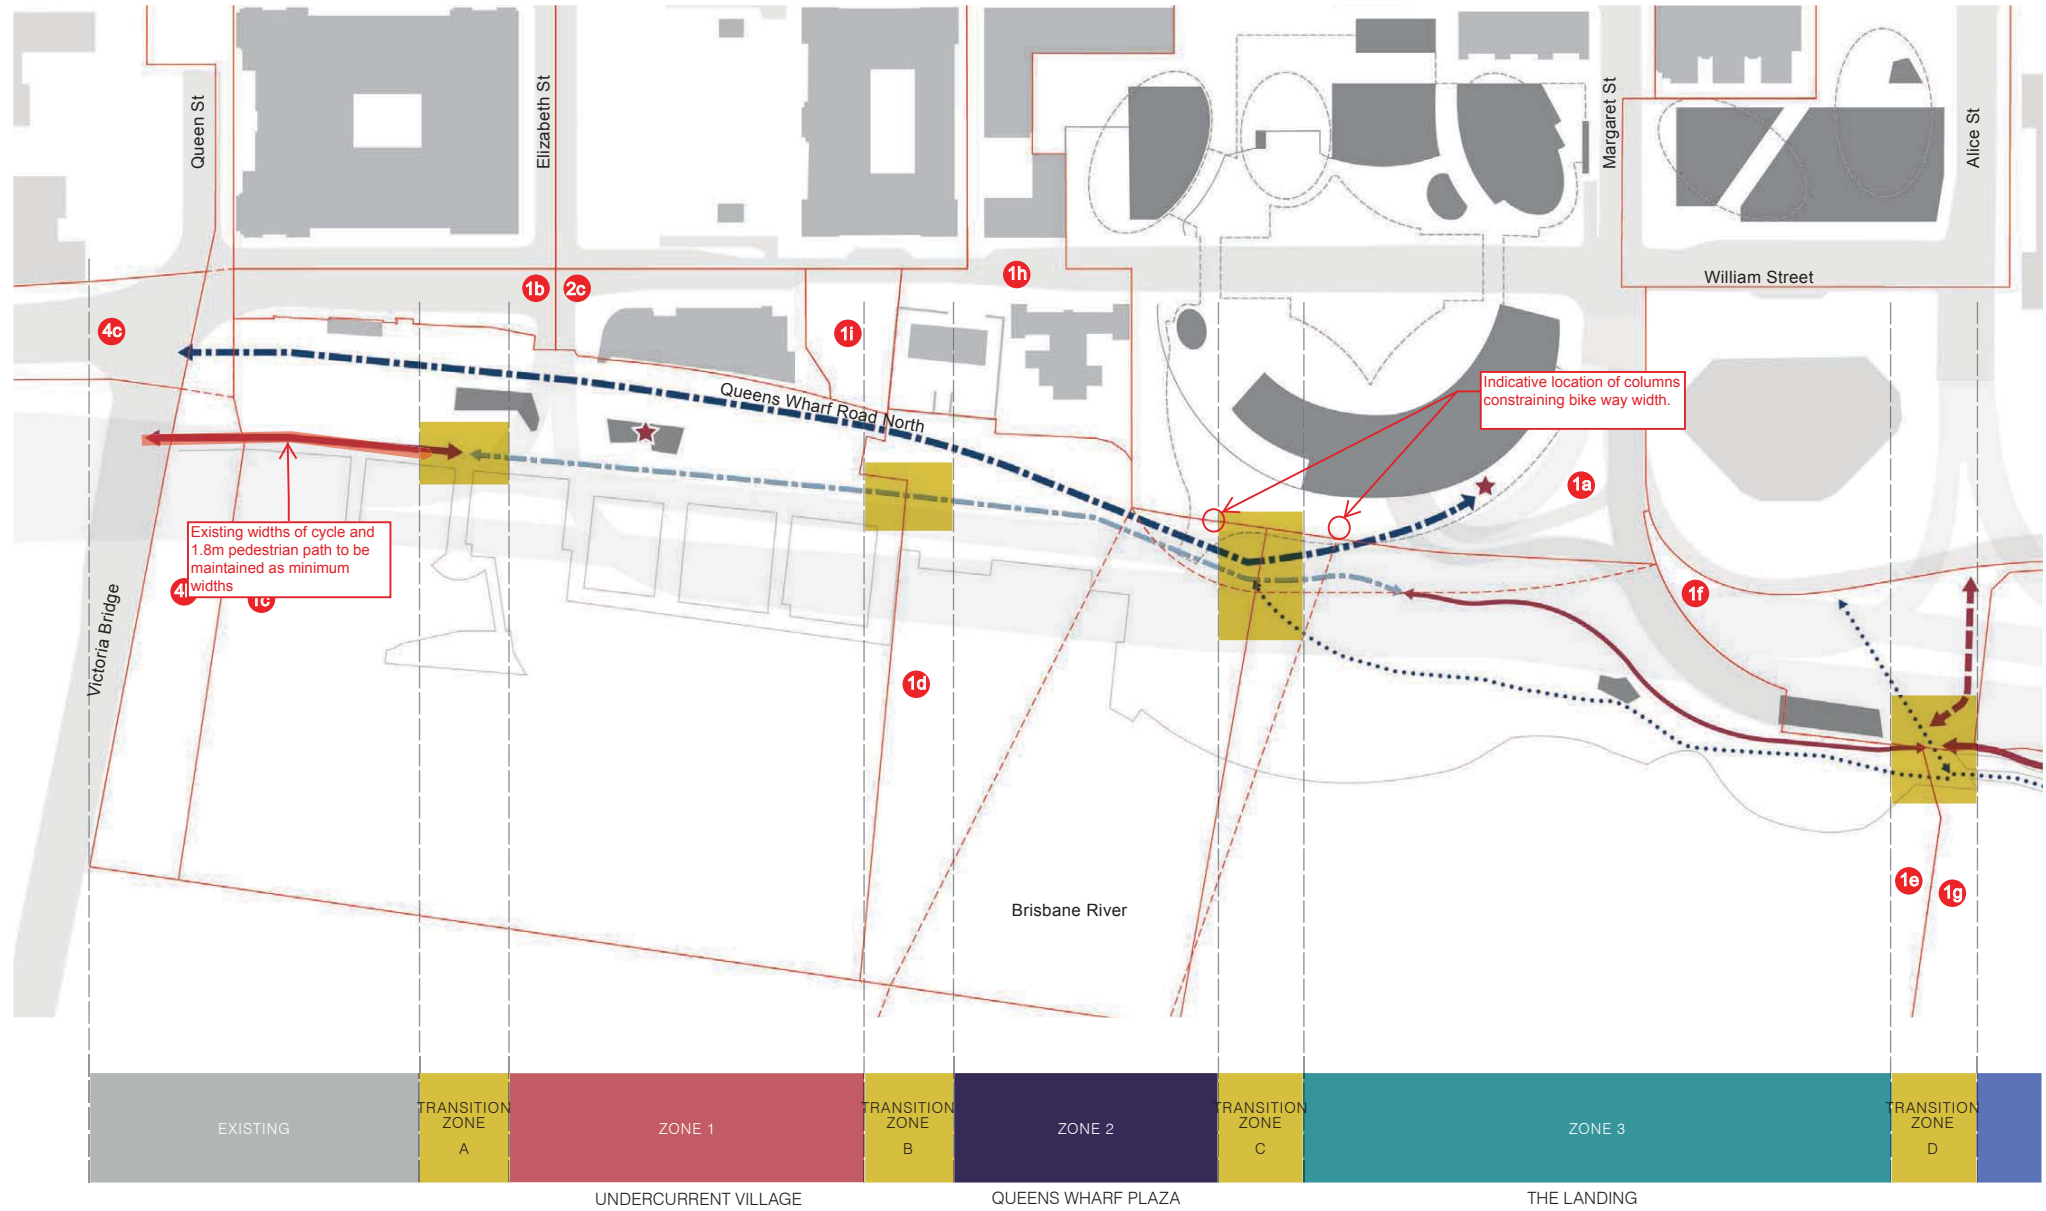 Queen St
Elizabeth St
Margaret St
Alice St
William Street
1h
1b
2c
4c
1i
Queens Wharf Road North
Indicative location of columns
constraining bike way width.
1a
Existing widths of cycle and
1.8m pedestrian path to be
maintained as minimum
widths
1c
1f
Victoria Bridge
1d
1e
1g
Brisbane River
EXISTING
TRANSITION
ZONE
A
ZONE 1
TRANSITION
ZONE
B
ZONE 2
TRANSITION
ZONE
C
ZONE 3
TRANSITION
ZONE
D
UNDERCURRENT VILLAGE
QUEENS WHARF PLAZA
THE LANDING